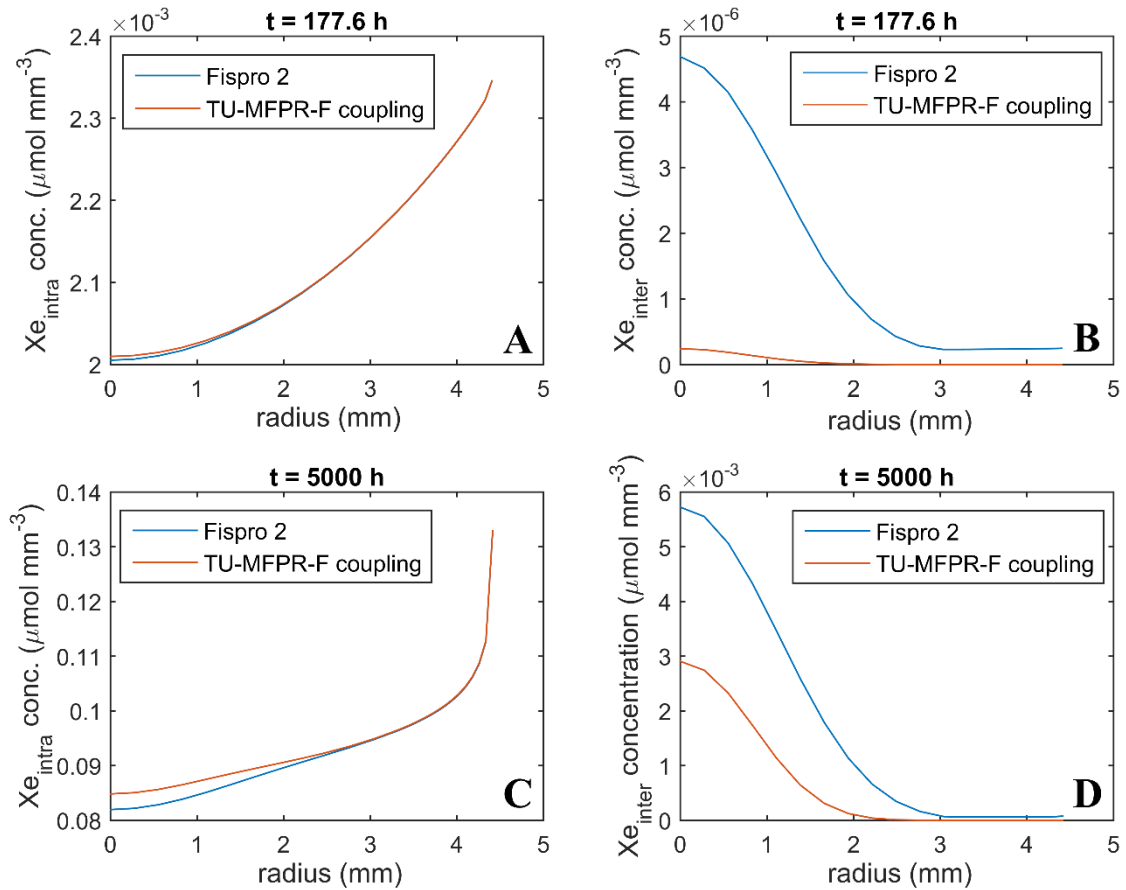 t = 177.6 h
×10⁻³
2.4
2.3
2.2
2.1
2
Xe_intra conc. (μmol mm⁻³)
Fispro 2
TU-MFPR-F coupling
A
0 1 2 3 4 5
radius (mm)
t = 177.6 h
×10⁻⁶
5
4
3
2
1
0
Xe_inter conc. (μmol mm⁻³)
Fispro 2
TU-MFPR-F coupling
B
0 1 2 3 4 5
radius (mm)
t = 5000 h
0.14
0.13
0.12
0.11
0.1
0.09
0.08
Xe_intra conc. (μmol mm⁻³)
Fispro 2
TU-MFPR-F coupling
C
0 1 2 3 4 5
radius (mm)
t = 5000 h
×10⁻³
6
5
4
3
2
1
0
Xe_inter concentration (μmol mm⁻³)
Fispro 2
TU-MFPR-F coupling
D
0 1 2 3 4 5
radius (mm)